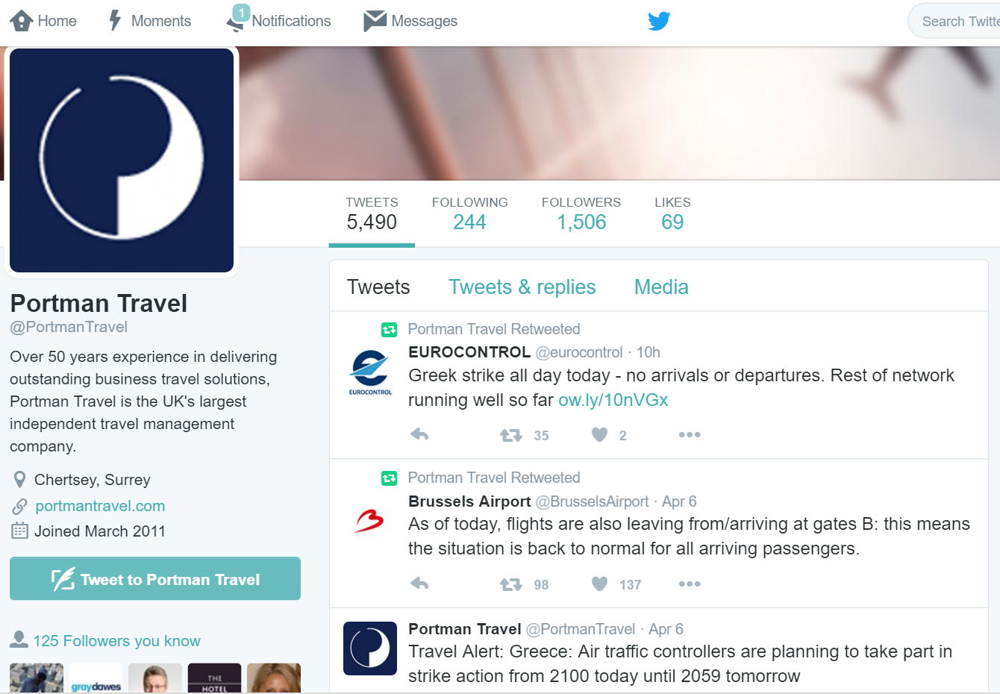 Home
Moments
1
Notifications
Messages
Search Twitte
TWEETS
5,490
FOLLOWING
244
FOLLOWERS
1,506
LIKES
69
Portman Travel
@PortmanTravel
Over 50 years experience in delivering
outstanding business travel solutions,
Portman Travel is the UK's largest
independent travel management
company.
Chertsey, Surrey
portmantravel.com
Joined March 2011
Tweet to Portman Travel
125 Followers you know
graydawes
THE
HOTEL
Tweets
Tweets & replies
Media
Portman Travel Retweeted
EUROCONTROL
EUROCONTROL @eurocontrol · 10h
Greek strike all day today - no arrivals or departures. Rest of network
running well so far ow.ly/10nVGx
35
2
Portman Travel Retweeted
Brussels Airport @BrusselsAirport · Apr 6
As of today, flights are also leaving from/arriving at gates B: this means
the situation is back to normal for all arriving passengers.
98
137
Portman Travel @PortmanTravel · Apr 6
Travel Alert: Greece: Air traffic controllers are planning to take part in
strike action from 2100 today until 2059 tomorrow